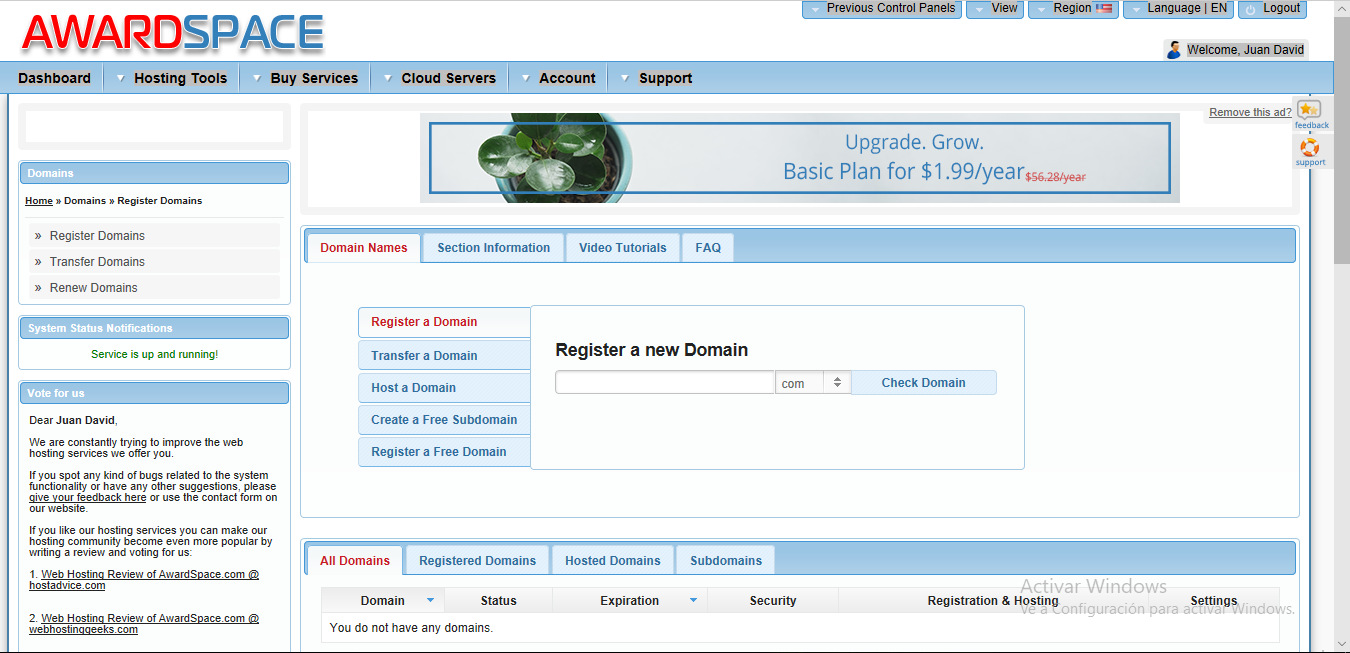 Previous Control Panels View Region Language | EN Logout
AWARDSPACE
Welcome, Juan David
Dashboard Hosting Tools Buy Services Cloud Servers Account Support
Remove this ad?
feedback
support
Upgrade. Grow.
Basic Plan for $1.99/year $56.28/year
Domains
Home » Domains » Register Domains
» Register Domains
» Transfer Domains
» Renew Domains
System Status Notifications
Service is up and running!
Vote for us
Dear Juan David,
We are constantly trying to improve the web
hosting services we offer you.
If you spot any kind of bugs related to the system
functionality or have any other suggestions, please
give your feedback here or use the contact form on
our website.
If you like our hosting services you can make our
hosting community become even more popular by
writing a review and voting for us:
1. Web Hosting Review of AwardSpace.com @
hostadvice.com
2. Web Hosting Review of AwardSpace.com @
webhostinggeeks.com
Domain Names Section Information Video Tutorials FAQ
Register a Domain
Transfer a Domain
Host a Domain
Create a Free Subdomain
Register a Free Domain
Register a new Domain
com Check Domain
All Domains Registered Domains Hosted Domains Subdomains
Domain Status Expiration Security Registration & Hosting Settings
You do not have any domains.
Activar Windows
Ve a Configuración para activar Windows.